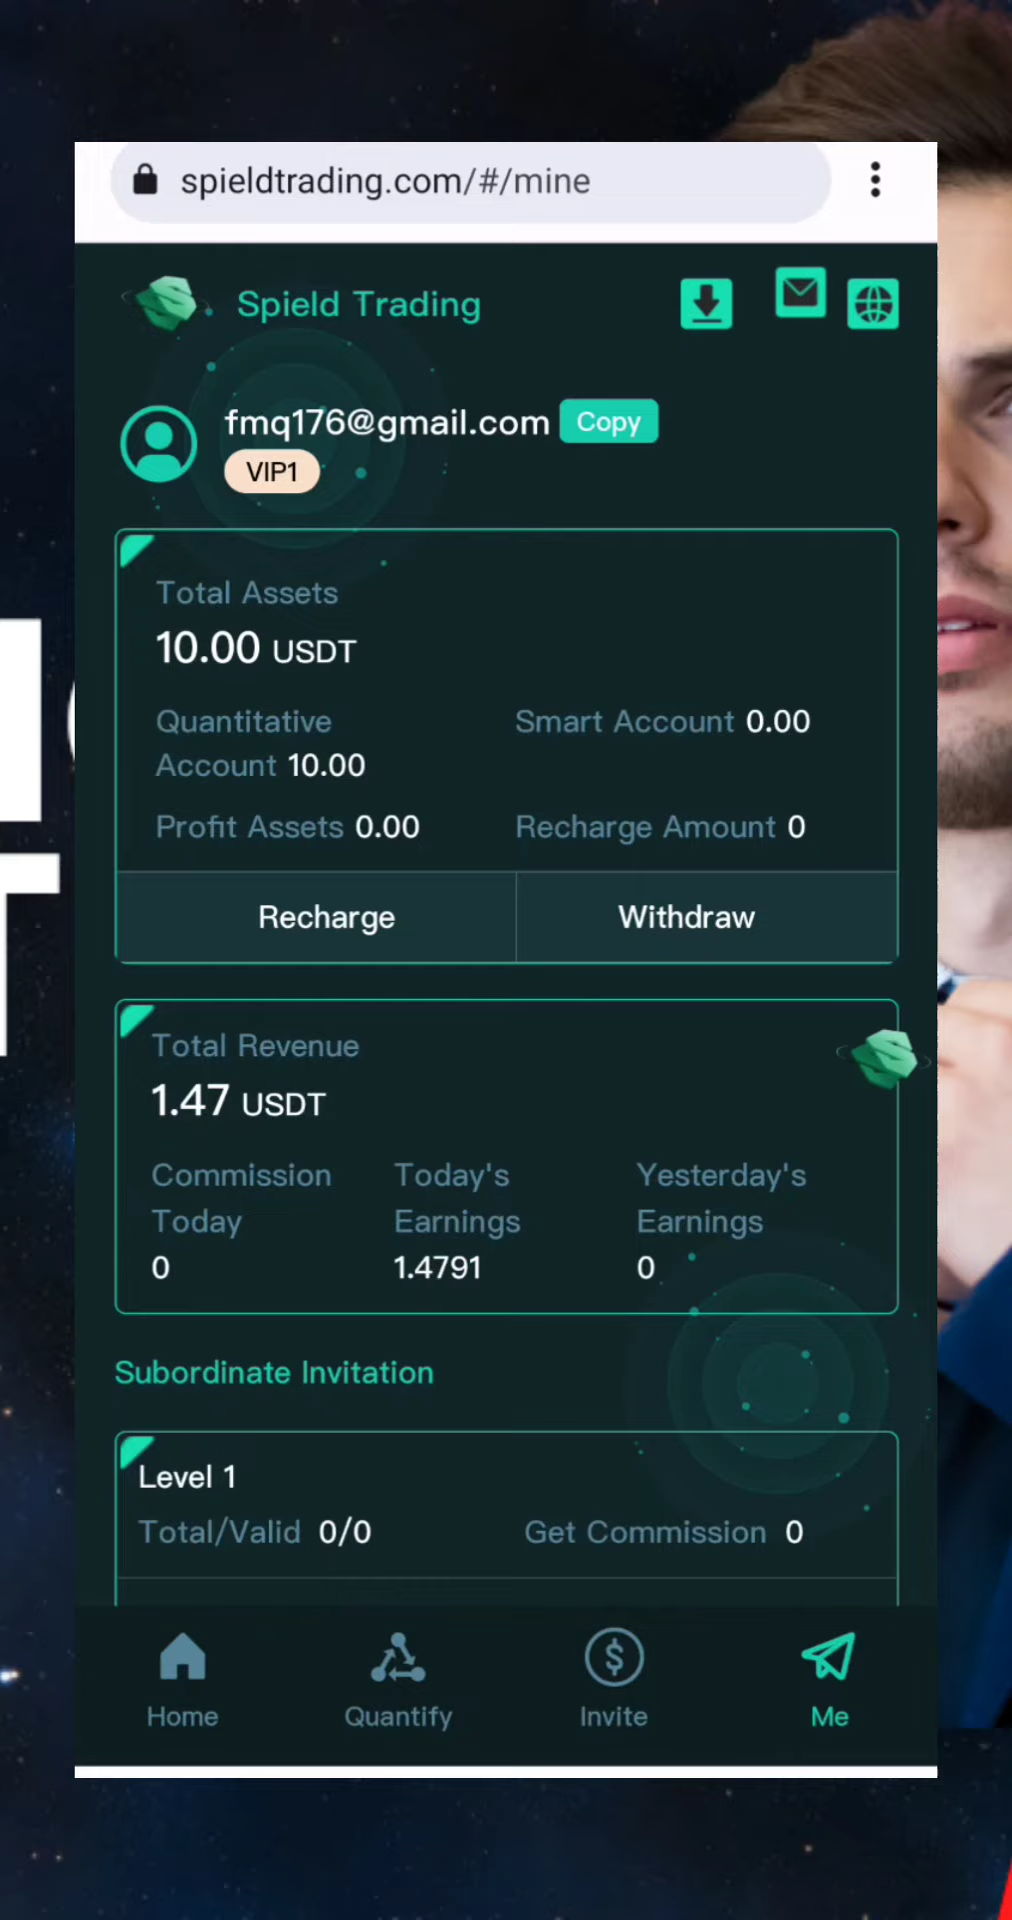 spieldtrading.com/#/mine
Spield Trading
fmq176@gmail.com Copy
VIP1
Total Assets
10.00 USDT
Quantitative Smart Account 0.00
Account 10.00
Profit Assets 0.00 Recharge Amount 0
Recharge Withdraw
Total Revenue
1.47 USDT
Commission Today's Yesterday's
Today Earnings Earnings
0 1.4791 0
Subordinate Invitation
Level 1
Total/Valid 0/0 Get Commission 0
Home Quantify Invite Me